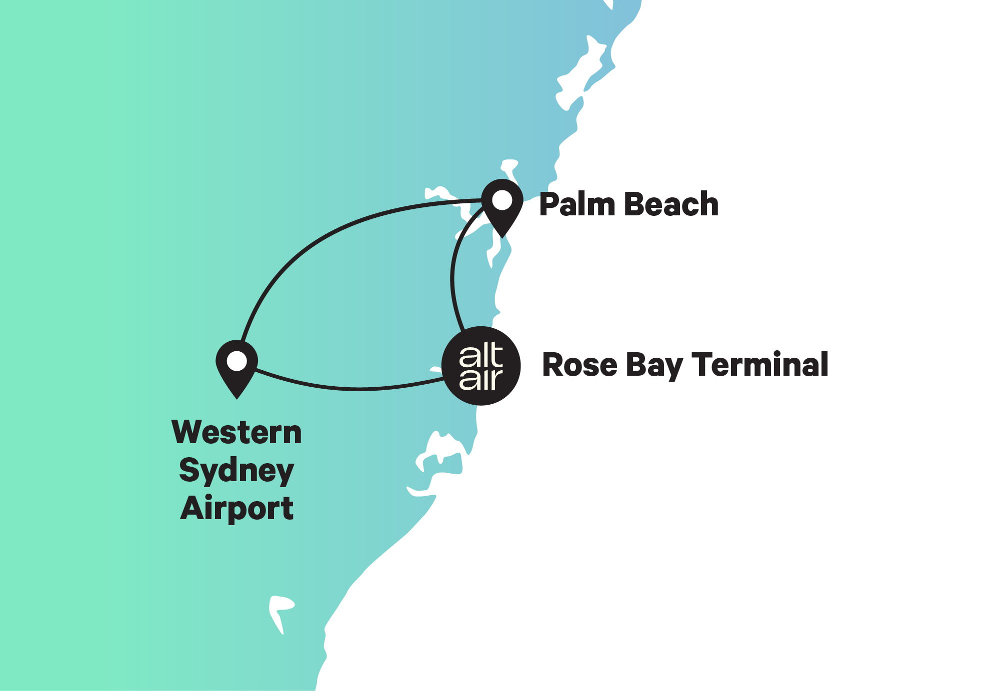 Palm Beach
alt
air
Rose Bay Terminal
Western
Sydney
Airport